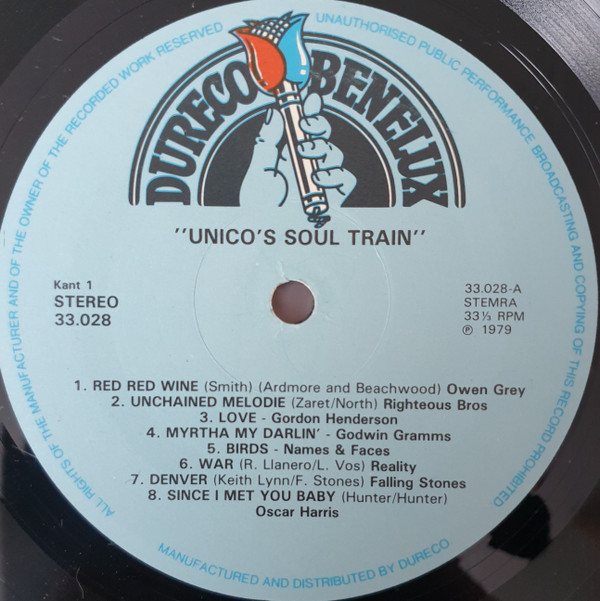 ALL RIGHTS OF THE MANUFACTURER AND OF THE OWNER OF THE RECORDED WORK RESERVED
UNAUTHORISED PUBLIC PERFORMANCE BROADCASTING AND COPYING OF THIS RECORD PROHIBITED
DURECO BENELUX
"UNICO'S SOUL TRAIN"
Kant 1
STEREO
33.028
33.028-A
STEMRA
33⅓ RPM
℗ 1979
1. RED RED WINE (Smith) (Ardmore and Beachwood) Owen Grey
2. UNCHAINED MELODIE (Zaret/North) Righteous Bros
3. LOVE - Gordon Henderson
4. MYRTHA MY DARLIN' - Godwin Gramms
5. BIRDS - Names & Faces
6. WAR (R. Llanero/L. Vos) Reality
7. DENVER (Keith Lynn/F. Stones) Falling Stones
8. SINCE I MET YOU BABY (Hunter/Hunter)
Oscar Harris
MANUFACTURED AND DISTRIBUTED BY DURECO.